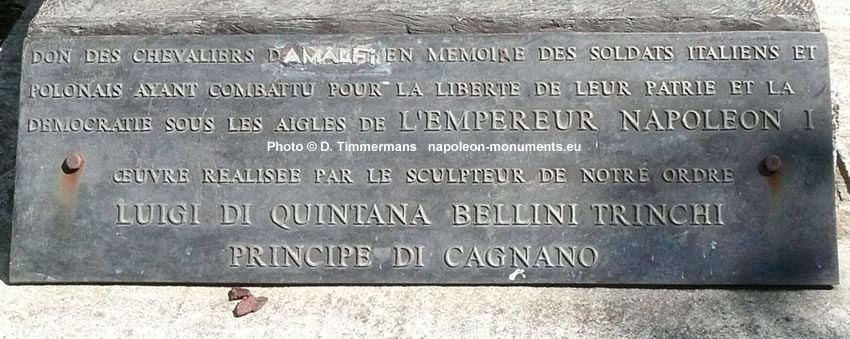 DON DES CHEVALIERS D'AMALFI EN MEMOIRE DES SOLDATS ITALIENS ET
POLONAIS AYANT COMBATTU POUR LA LIBERTE DE LEUR PATRIE ET LA
DEMOCRATIE SOUS LES AIGLES DE L'EMPEREUR NAPOLEON I
Photo © D. Timmermans napoleon-monuments.eu
ŒUVRE REALISEE PAR LE SCULPTEUR DE NOTRE ORDRE
LUIGI DI QUINTANA BELLINI TRINCHI
PRINCIPE DI CAGNANO